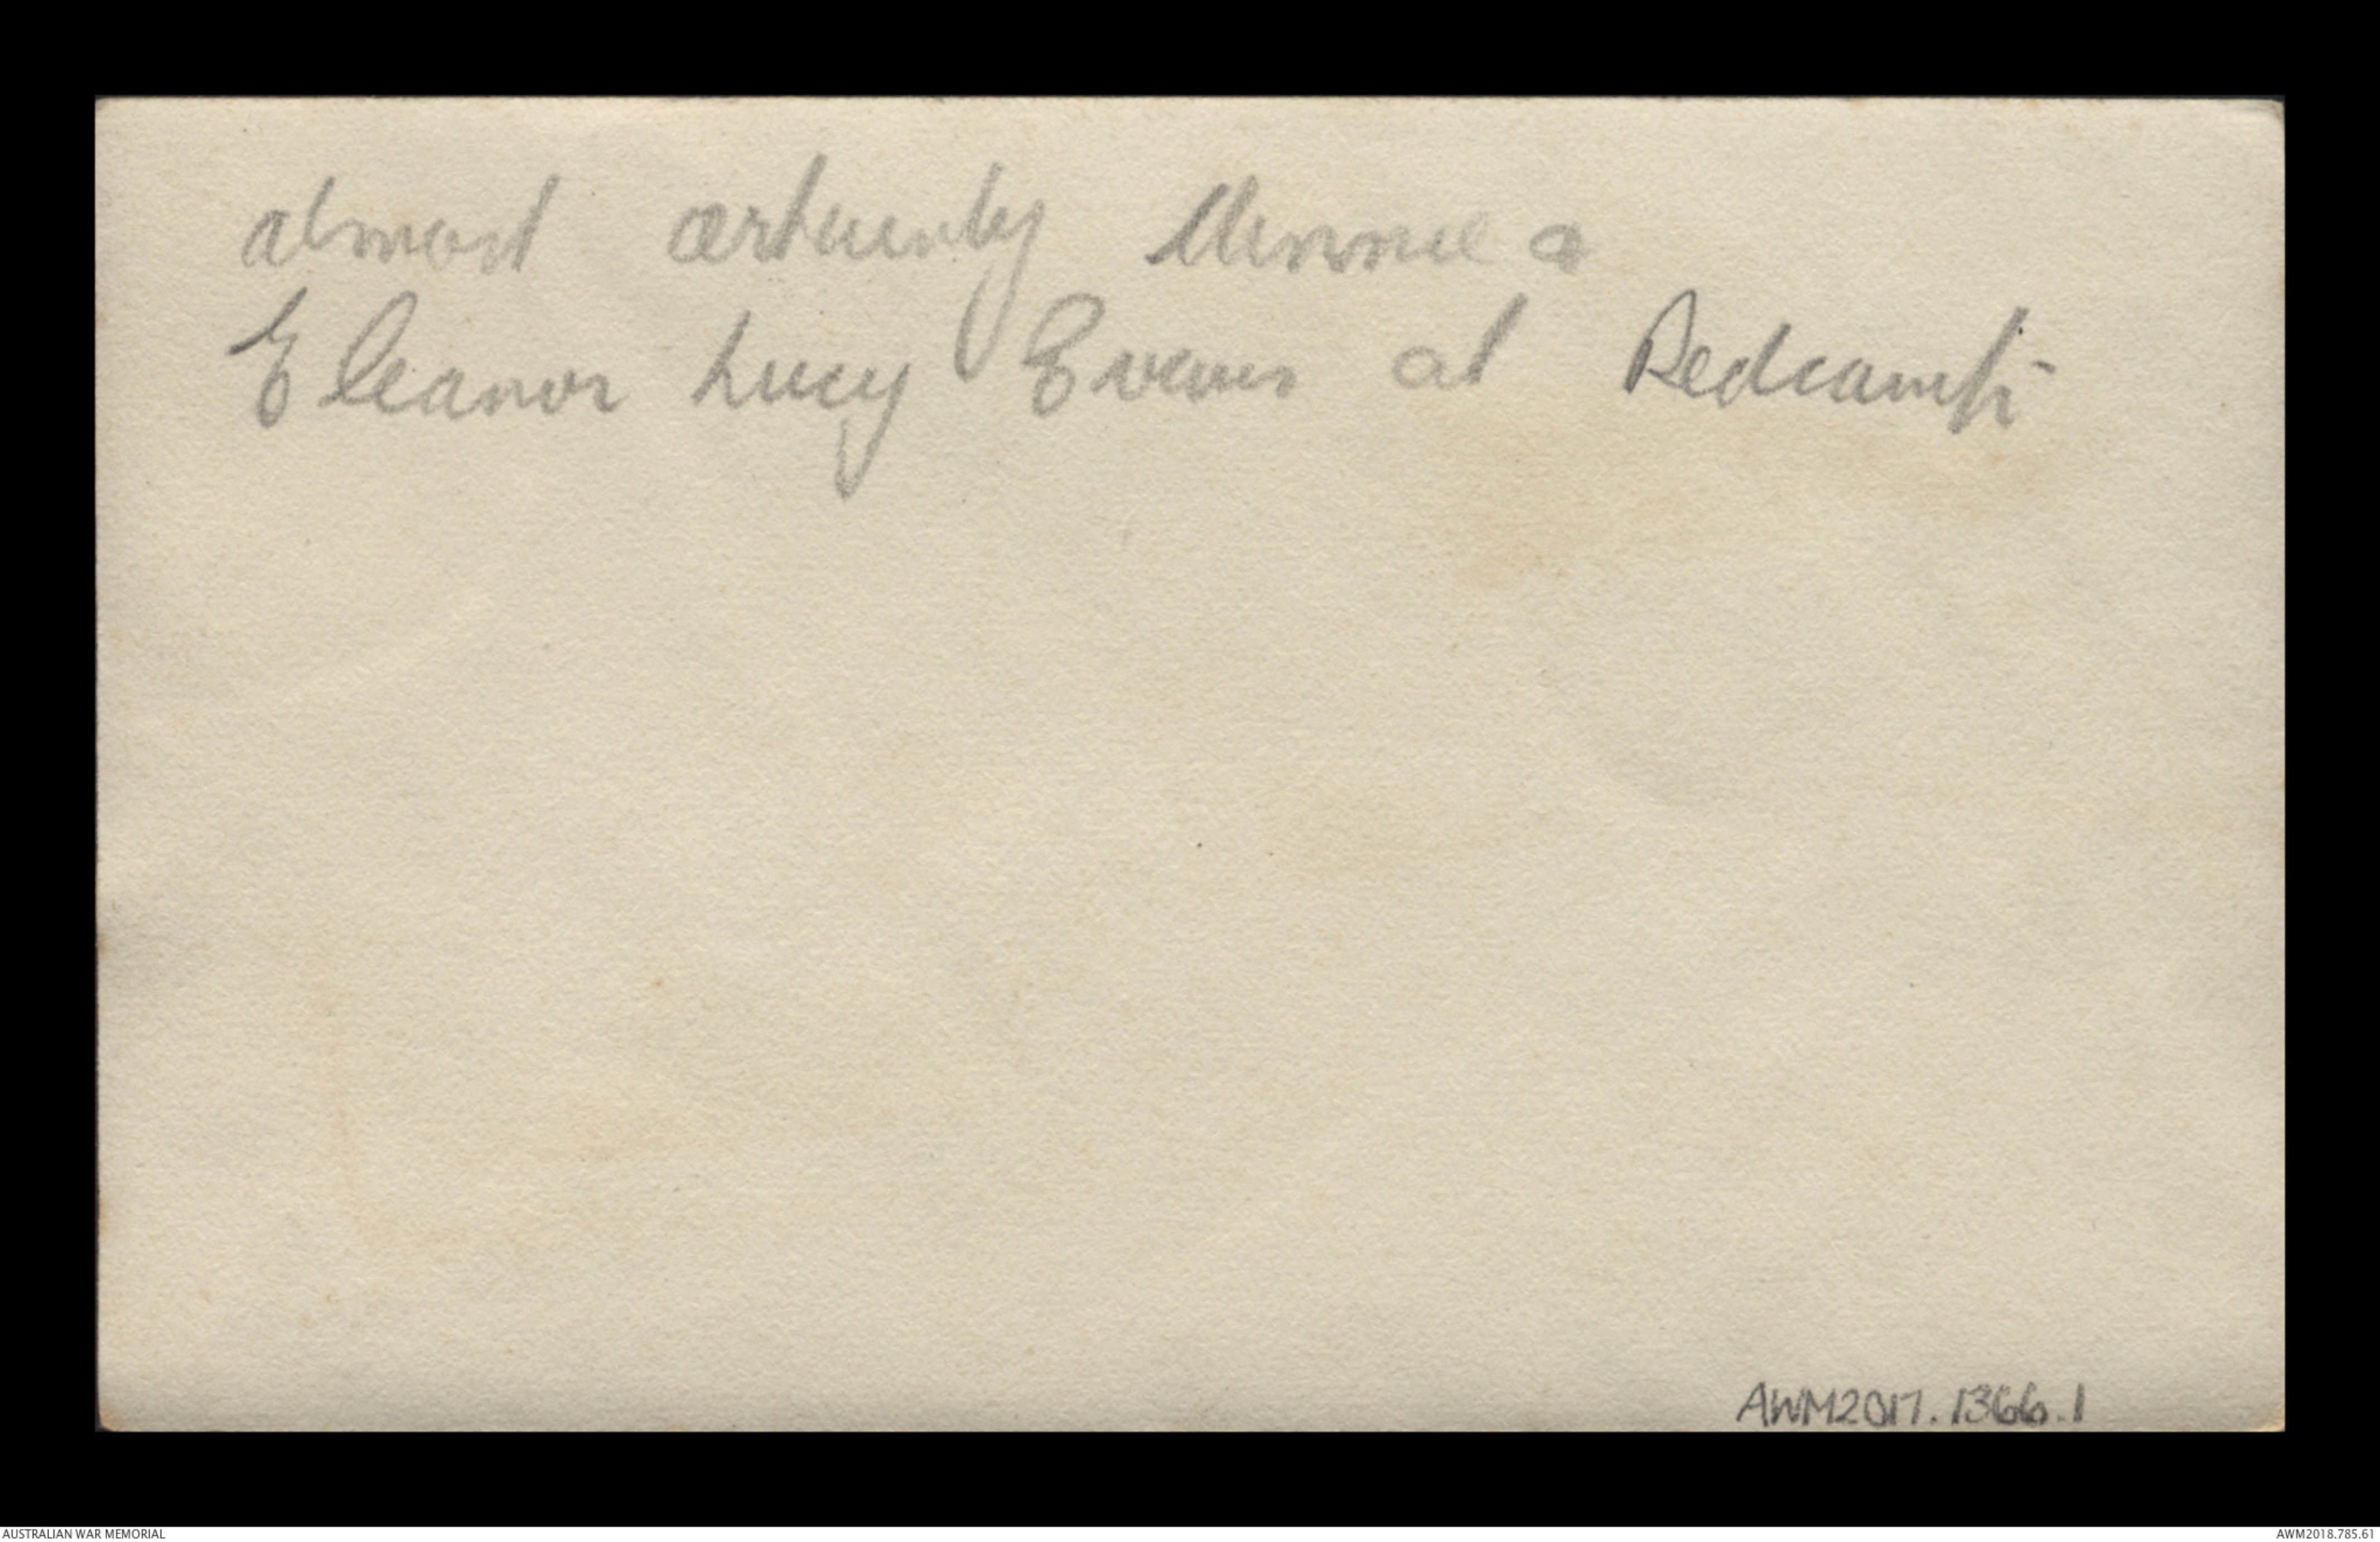 almost certainly Minnie &
Eleanor Lucy Evans at Redcamp -
AWM2017.1366.1
AUSTRALIAN WAR MEMORIAL
AWM2018.785.61